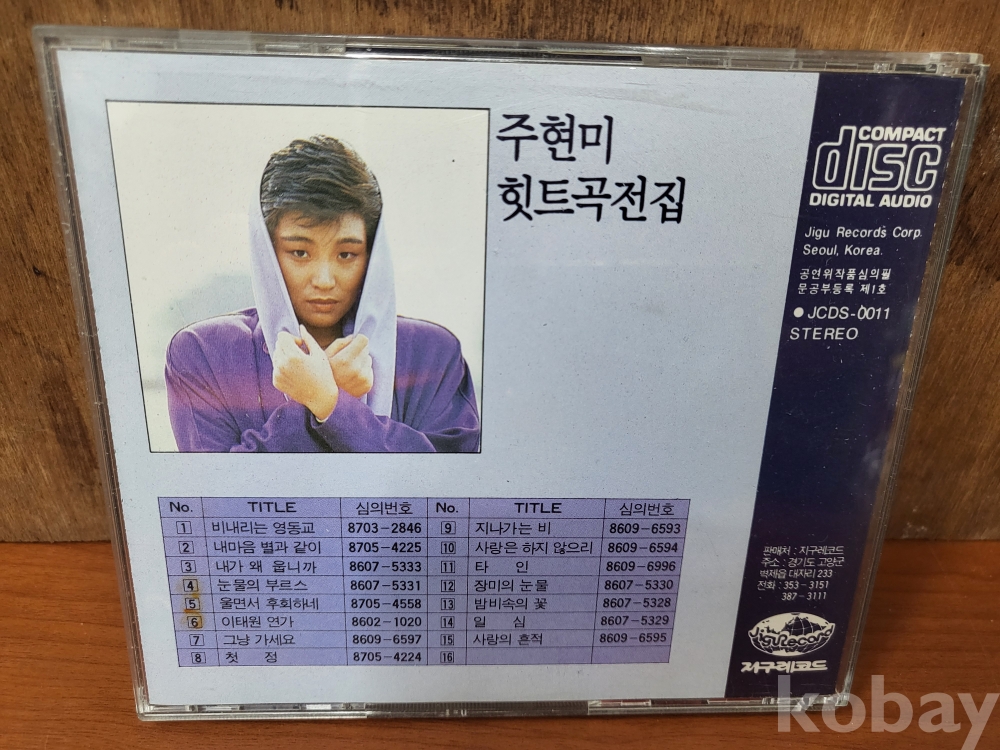 주현미
힛트곡전집
COMPACT
disc
DIGITAL AUDIO
Jigu Records Corp.
Seoul, Korea.
공연위작품심의필
문공부등록 제1호
● JCDS-0011
STEREO
No. TITLE 심의번호 No. TITLE 심의번호
1 비내리는 영동교 8703-2846 9 지나가는 비 8609-6593
2 내마음 별과 같이 8705-4225 10 사랑은 하지 않으리 8609-6594
3 내가 왜 웁니까 8607-5333 11 타 인 8609-6996
4 눈물의 부르스 8607-5331 12 장미의 눈물 8607-5330
5 울면서 후회하네 8705-4558 13 밤비속의 꽃 8607-5328
6 이태원 연가 8602-1020 14 일 심 8607-5329
7 그냥 가세요 8609-6597 15 사랑의 흔적 8609-6595
8 첫 정 8705-4224 16
판매처 : 지구레코드
주소 : 경기도 고양군
벽제읍 대자리 233
전화 : 353-3151
387-3111
Jigu Record
지구레코드
kobay